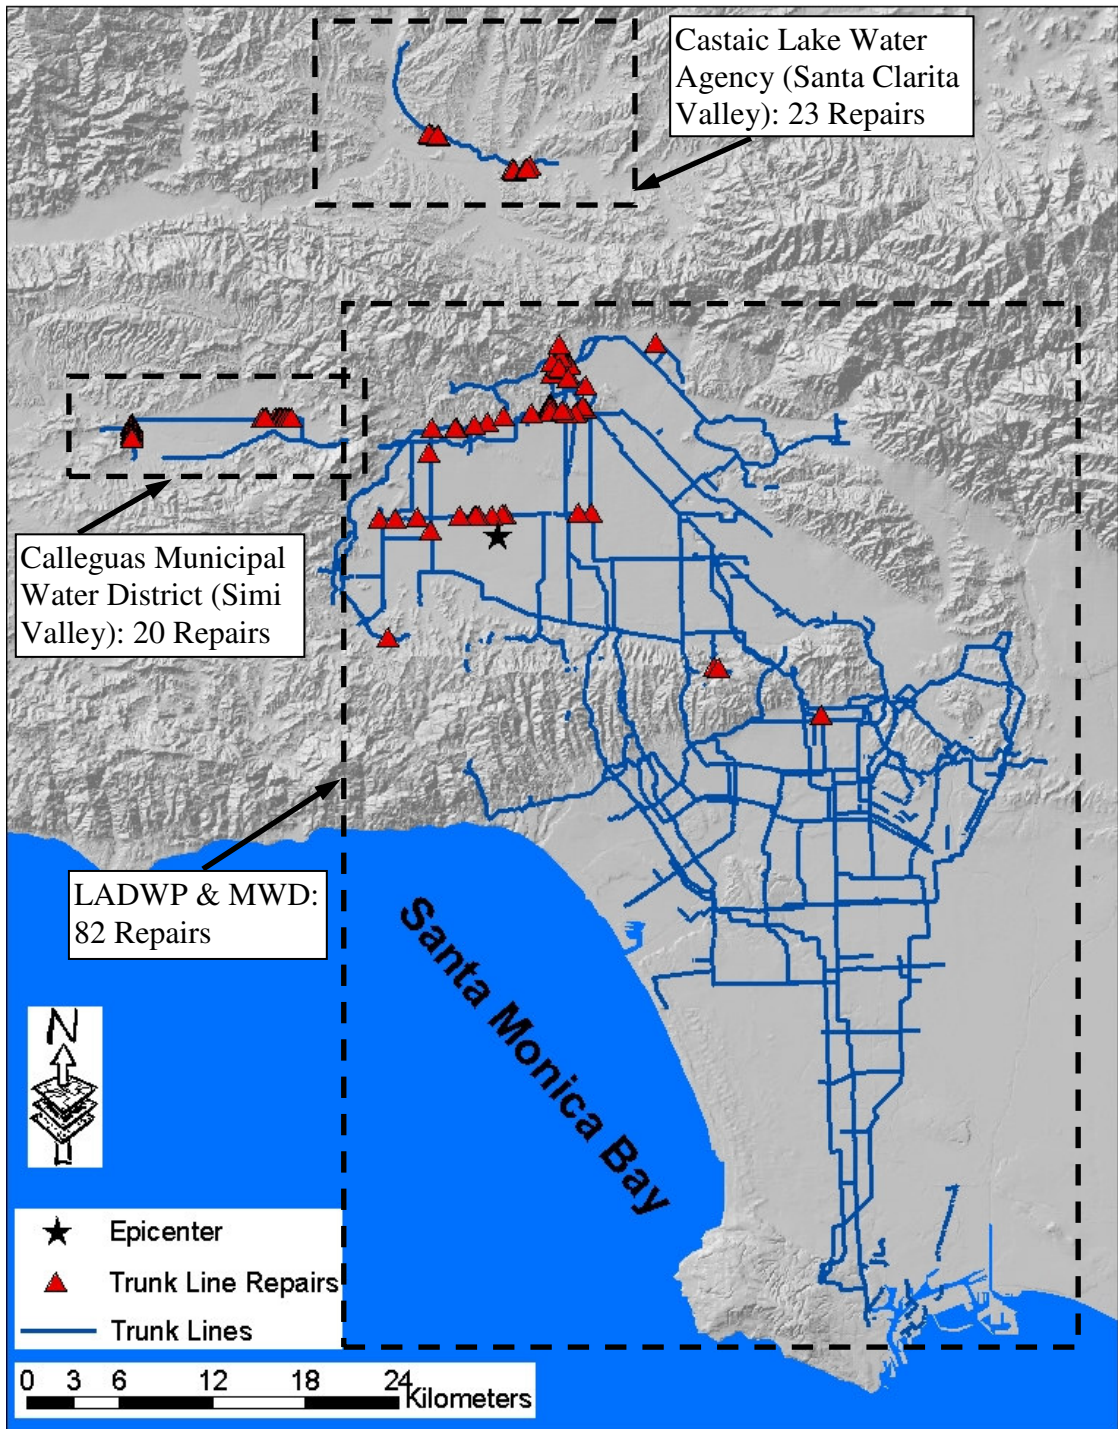 Castaic Lake Water
Agency (Santa Clarita
Valley): 23 Repairs
Calleguas Municipal
Water District (Simi
Valley): 20 Repairs
LADWP & MWD:
82 Repairs
Santa Monica Bay
N
Epicenter
Trunk Line Repairs
Trunk Lines
0 3 6 12 18 24
Kilometers